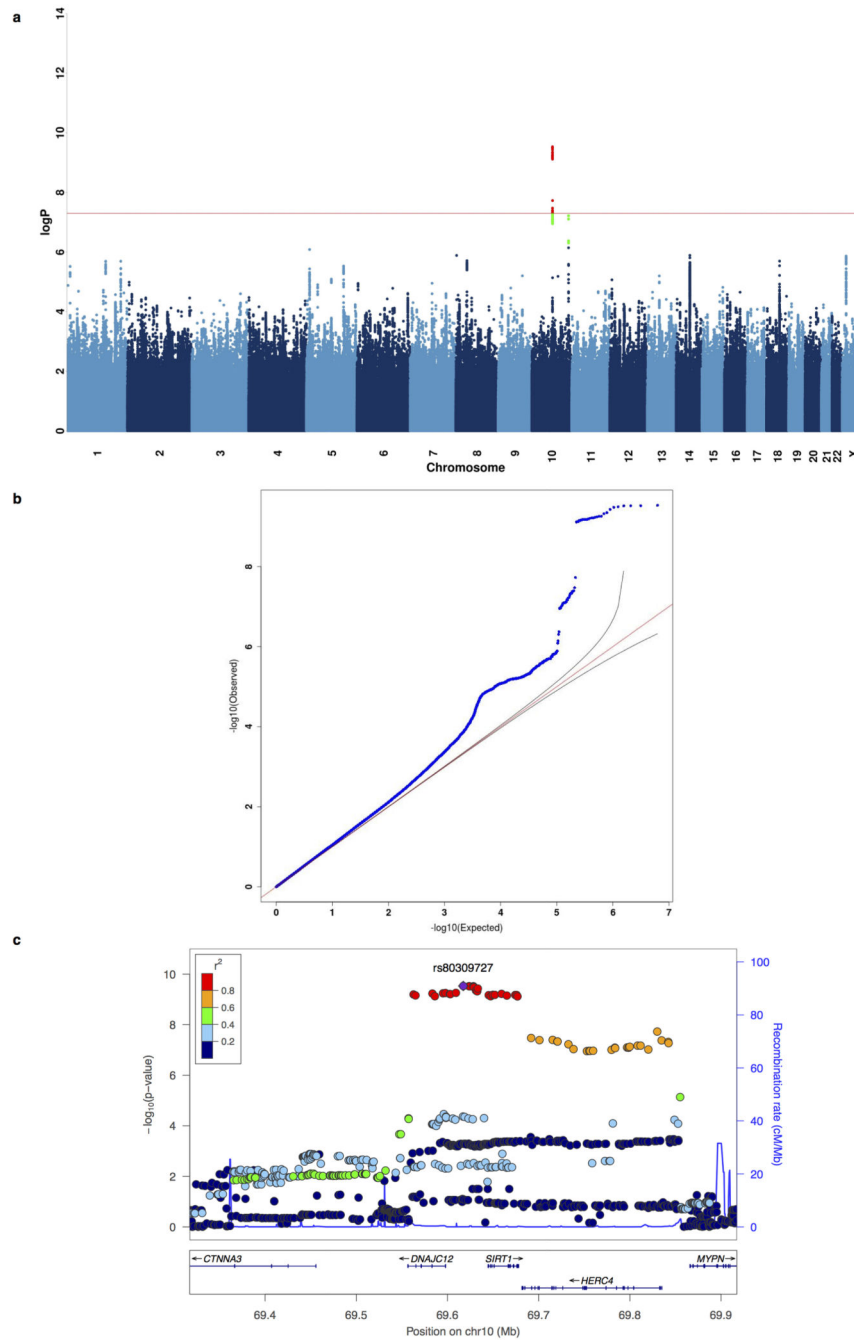 a
14
12
10
8
6
4
2
0
logP
1 2 3 4 5 6 7 8 9 10 11 12 13 14 15 16 17 18 19 20 21 22 X
Chromosome
b
8
6
4
2
0
-log10(Observed)
0 1 2 3 4 5 6 7
-log10(Expected)
c
r²
0.8
0.6
0.4
0.2
rs80309727
10
8
6
4
2
0
−log₁₀(p-value)
100
80
60
40
20
0
Recombination rate (cM/Mb)
←CTNNA3 ←DNAJC12 SIRT1→ MYPN→
←HERC4
69.4 69.5 69.6 69.7 69.8 69.9
Position on chr10 (Mb)